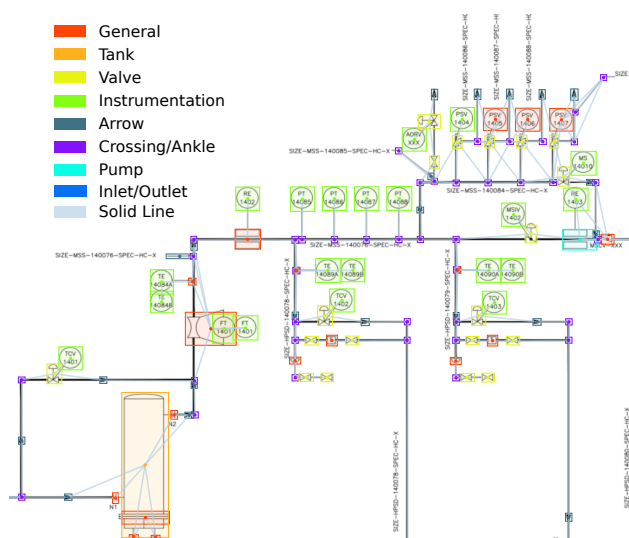 General
Tank
Valve
Instrumentation
Arrow
Crossing/Ankle
Pump
Inlet/Outlet
Solid Line
SIZE-MSS-140086-SPEC-HC
SIZE-MSS-140087-SPEC-HC
SIZE-MSS-140088-SPEC-HC
A
A
A
A
A
PSV
1404
PSV
1405
PSV
1406
PSV
1407
AORV
XXX
SIZE-MSS-140085-SPEC-HC-X
MS
14010
SIZE-MSS-140084-SPEC-HC-X
RE
1402
PT
14085
PT
14086
PT
14087
PT
14088
MSIV
1402
RE
1403
SIZE-MSS-140076-SPEC-HC-X
SIZE-MSS-140076-SPEC-HC-X
TE
14084A
TE
14084B
TE
14089A
TE
14089B
TE
14090A
TE
14090B
SIZE-HPSD-140078-SPEC-HC-X
SIZE-HPSD-140079-SPEC-HC-X
TCV
1402
TCV
1403
FT
1401
FT
1401
TCV
1401
N2
N1
SIZE-HPSD-140078-SPEC-HC-X
SIZE-HPSD-140080-SPEC-HC-X